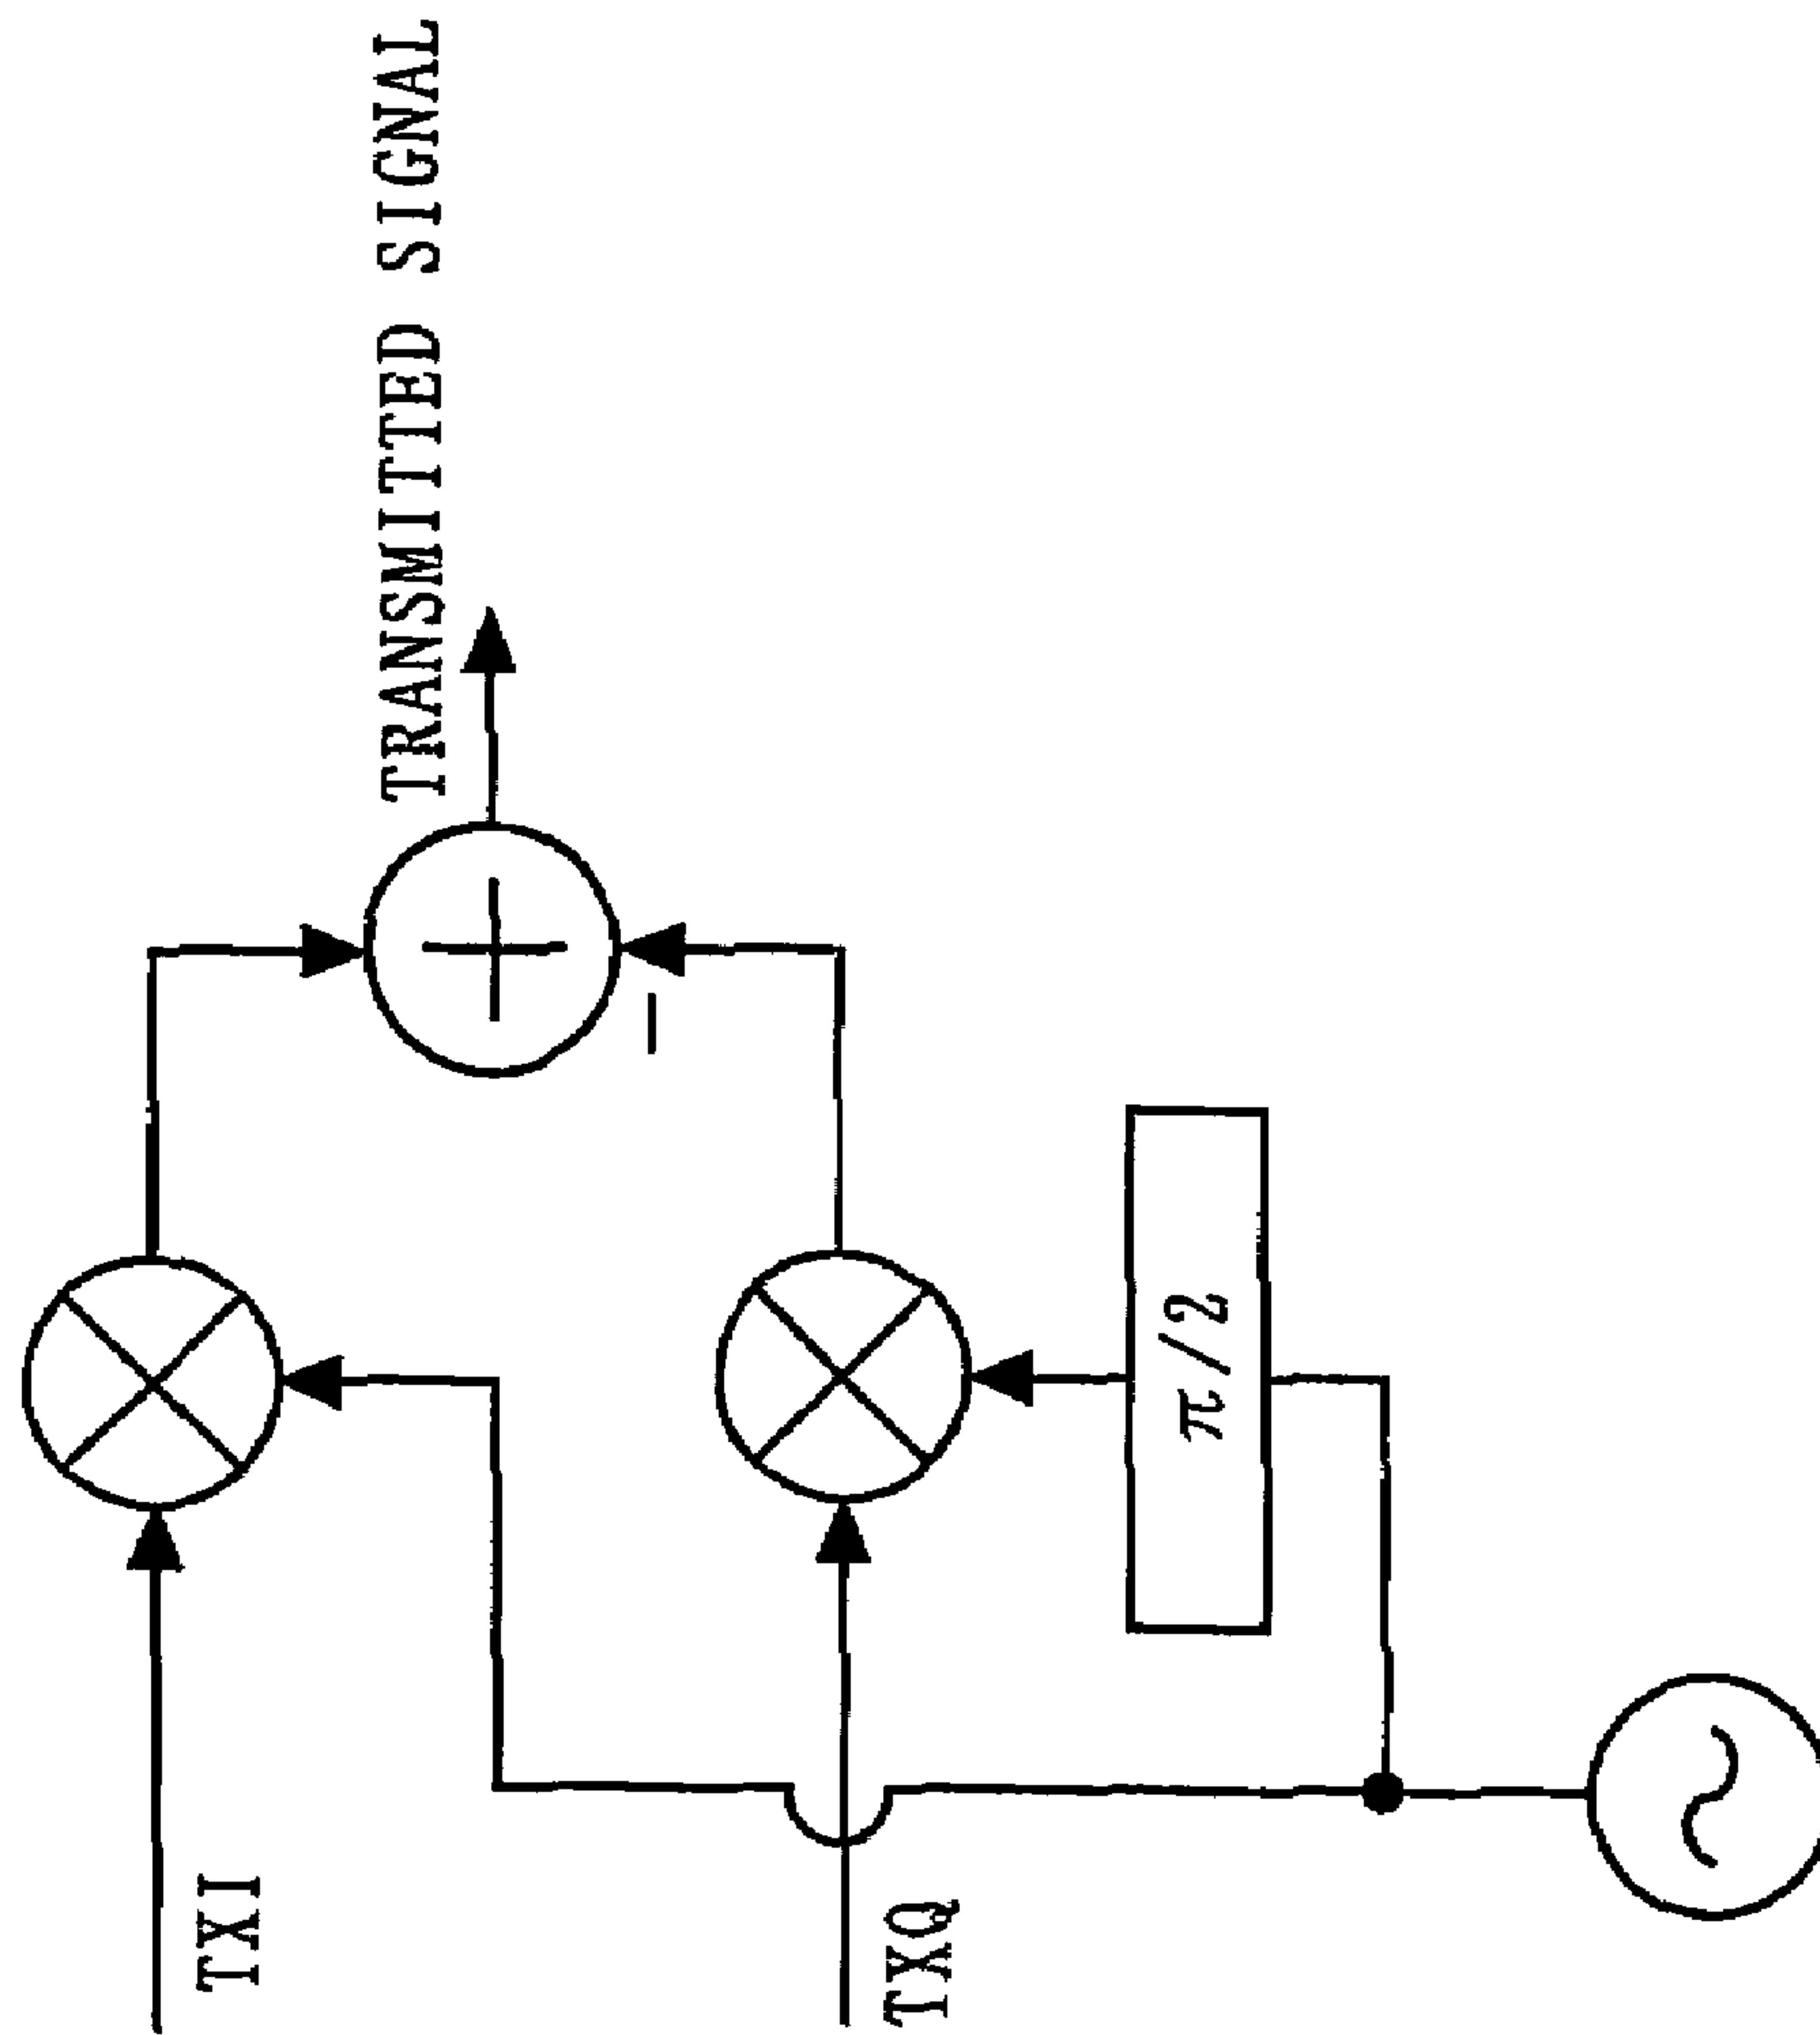 TXI
TRANSMITTED SIGNAL
TXQ
π/2